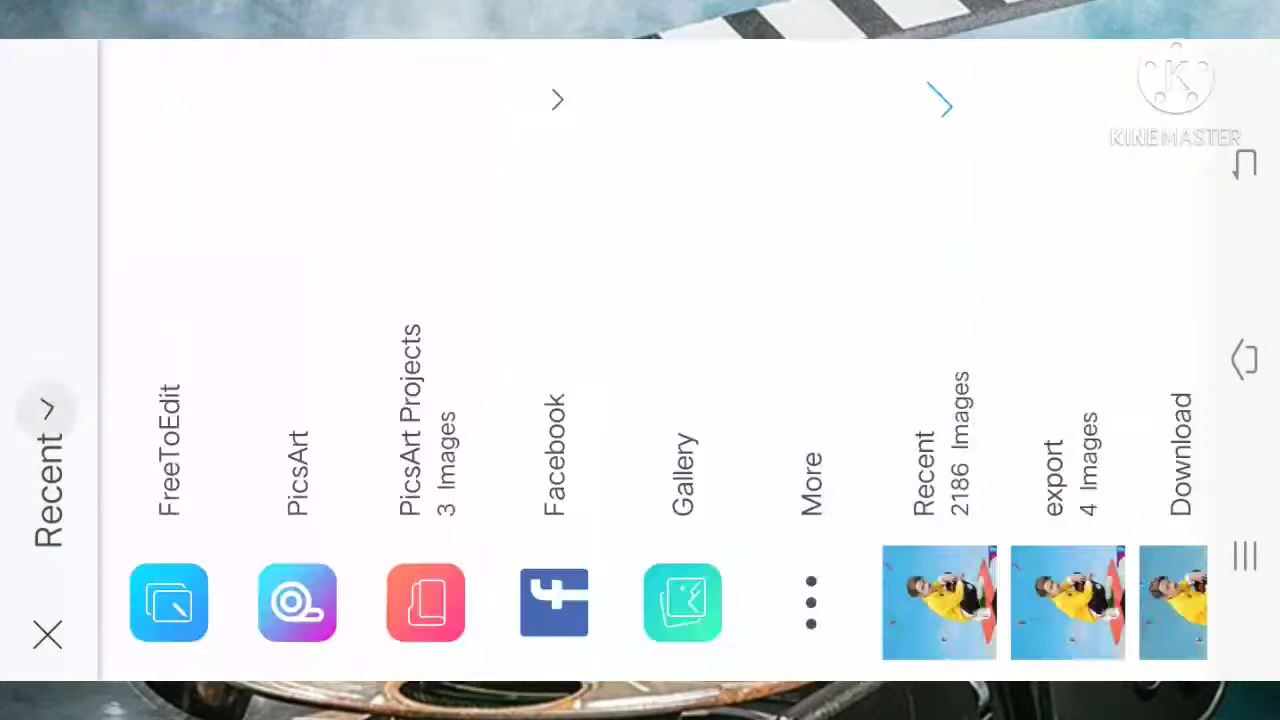 Recent
FreeToEdit
PicsArt
PicsArt Projects
3 Images
Facebook
Gallery
More
Recent
2186 Images
export
4 Images
Download
KINEMASTER